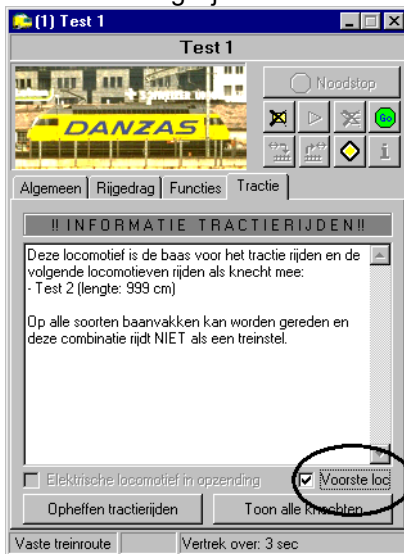 (1) Test 1
Test 1
DANZAS
Noodstop
Go
i
Algemeen Rijgedrag Functies Tractie
!! INFORMATIE TRACTIERIJDEN!!
Deze locomotief is de baas voor het tractie rijden en de
volgende locomotieven rijden als knecht mee:
- Test 2 (lengte: 999 cm)
Op alle soorten baanvakken kan worden gereden en
deze combinatie rijdt NIET als een treinstel.
Elektrische locomotief in opzending Voorste loc
Opheffen tractierijden Toon alle knechten
Vaste treinroute Vertrek over: 3 sec